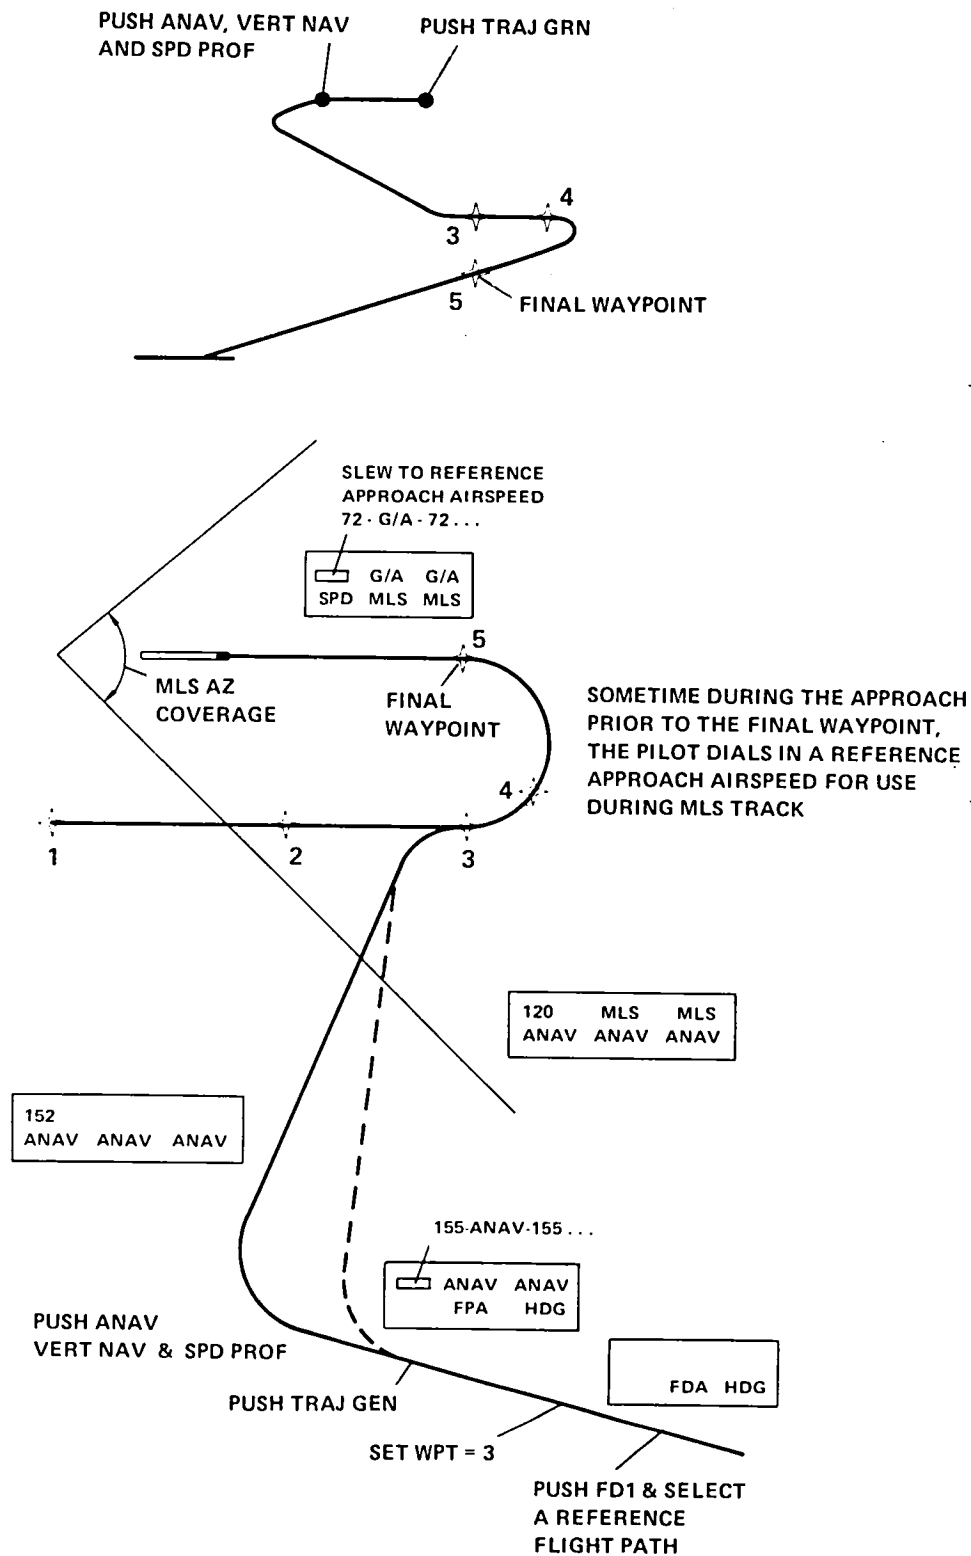 PUSH ANAV, VERT NAV
AND SPD PROF
PUSH TRAJ GRN
4
3
5
FINAL WAYPOINT
SLEW TO REFERENCE
APPROACH AIRSPEED
72 - G/A - 72 . . .
G/A G/A
SPD MLS MLS
5
MLS AZ
COVERAGE
FINAL
WAYPOINT
SOMETIME DURING THE APPROACH
PRIOR TO THE FINAL WAYPOINT,
THE PILOT DIALS IN A REFERENCE
APPROACH AIRSPEED FOR USE
DURING MLS TRACK
4
1
2
3
120 MLS MLS
ANAV ANAV ANAV
152
ANAV ANAV ANAV
155-ANAV-155 . . .
ANAV ANAV
FPA HDG
PUSH ANAV
VERT NAV & SPD PROF
FDA HDG
PUSH TRAJ GEN
SET WPT = 3
PUSH FD1 & SELECT
A REFERENCE
FLIGHT PATH